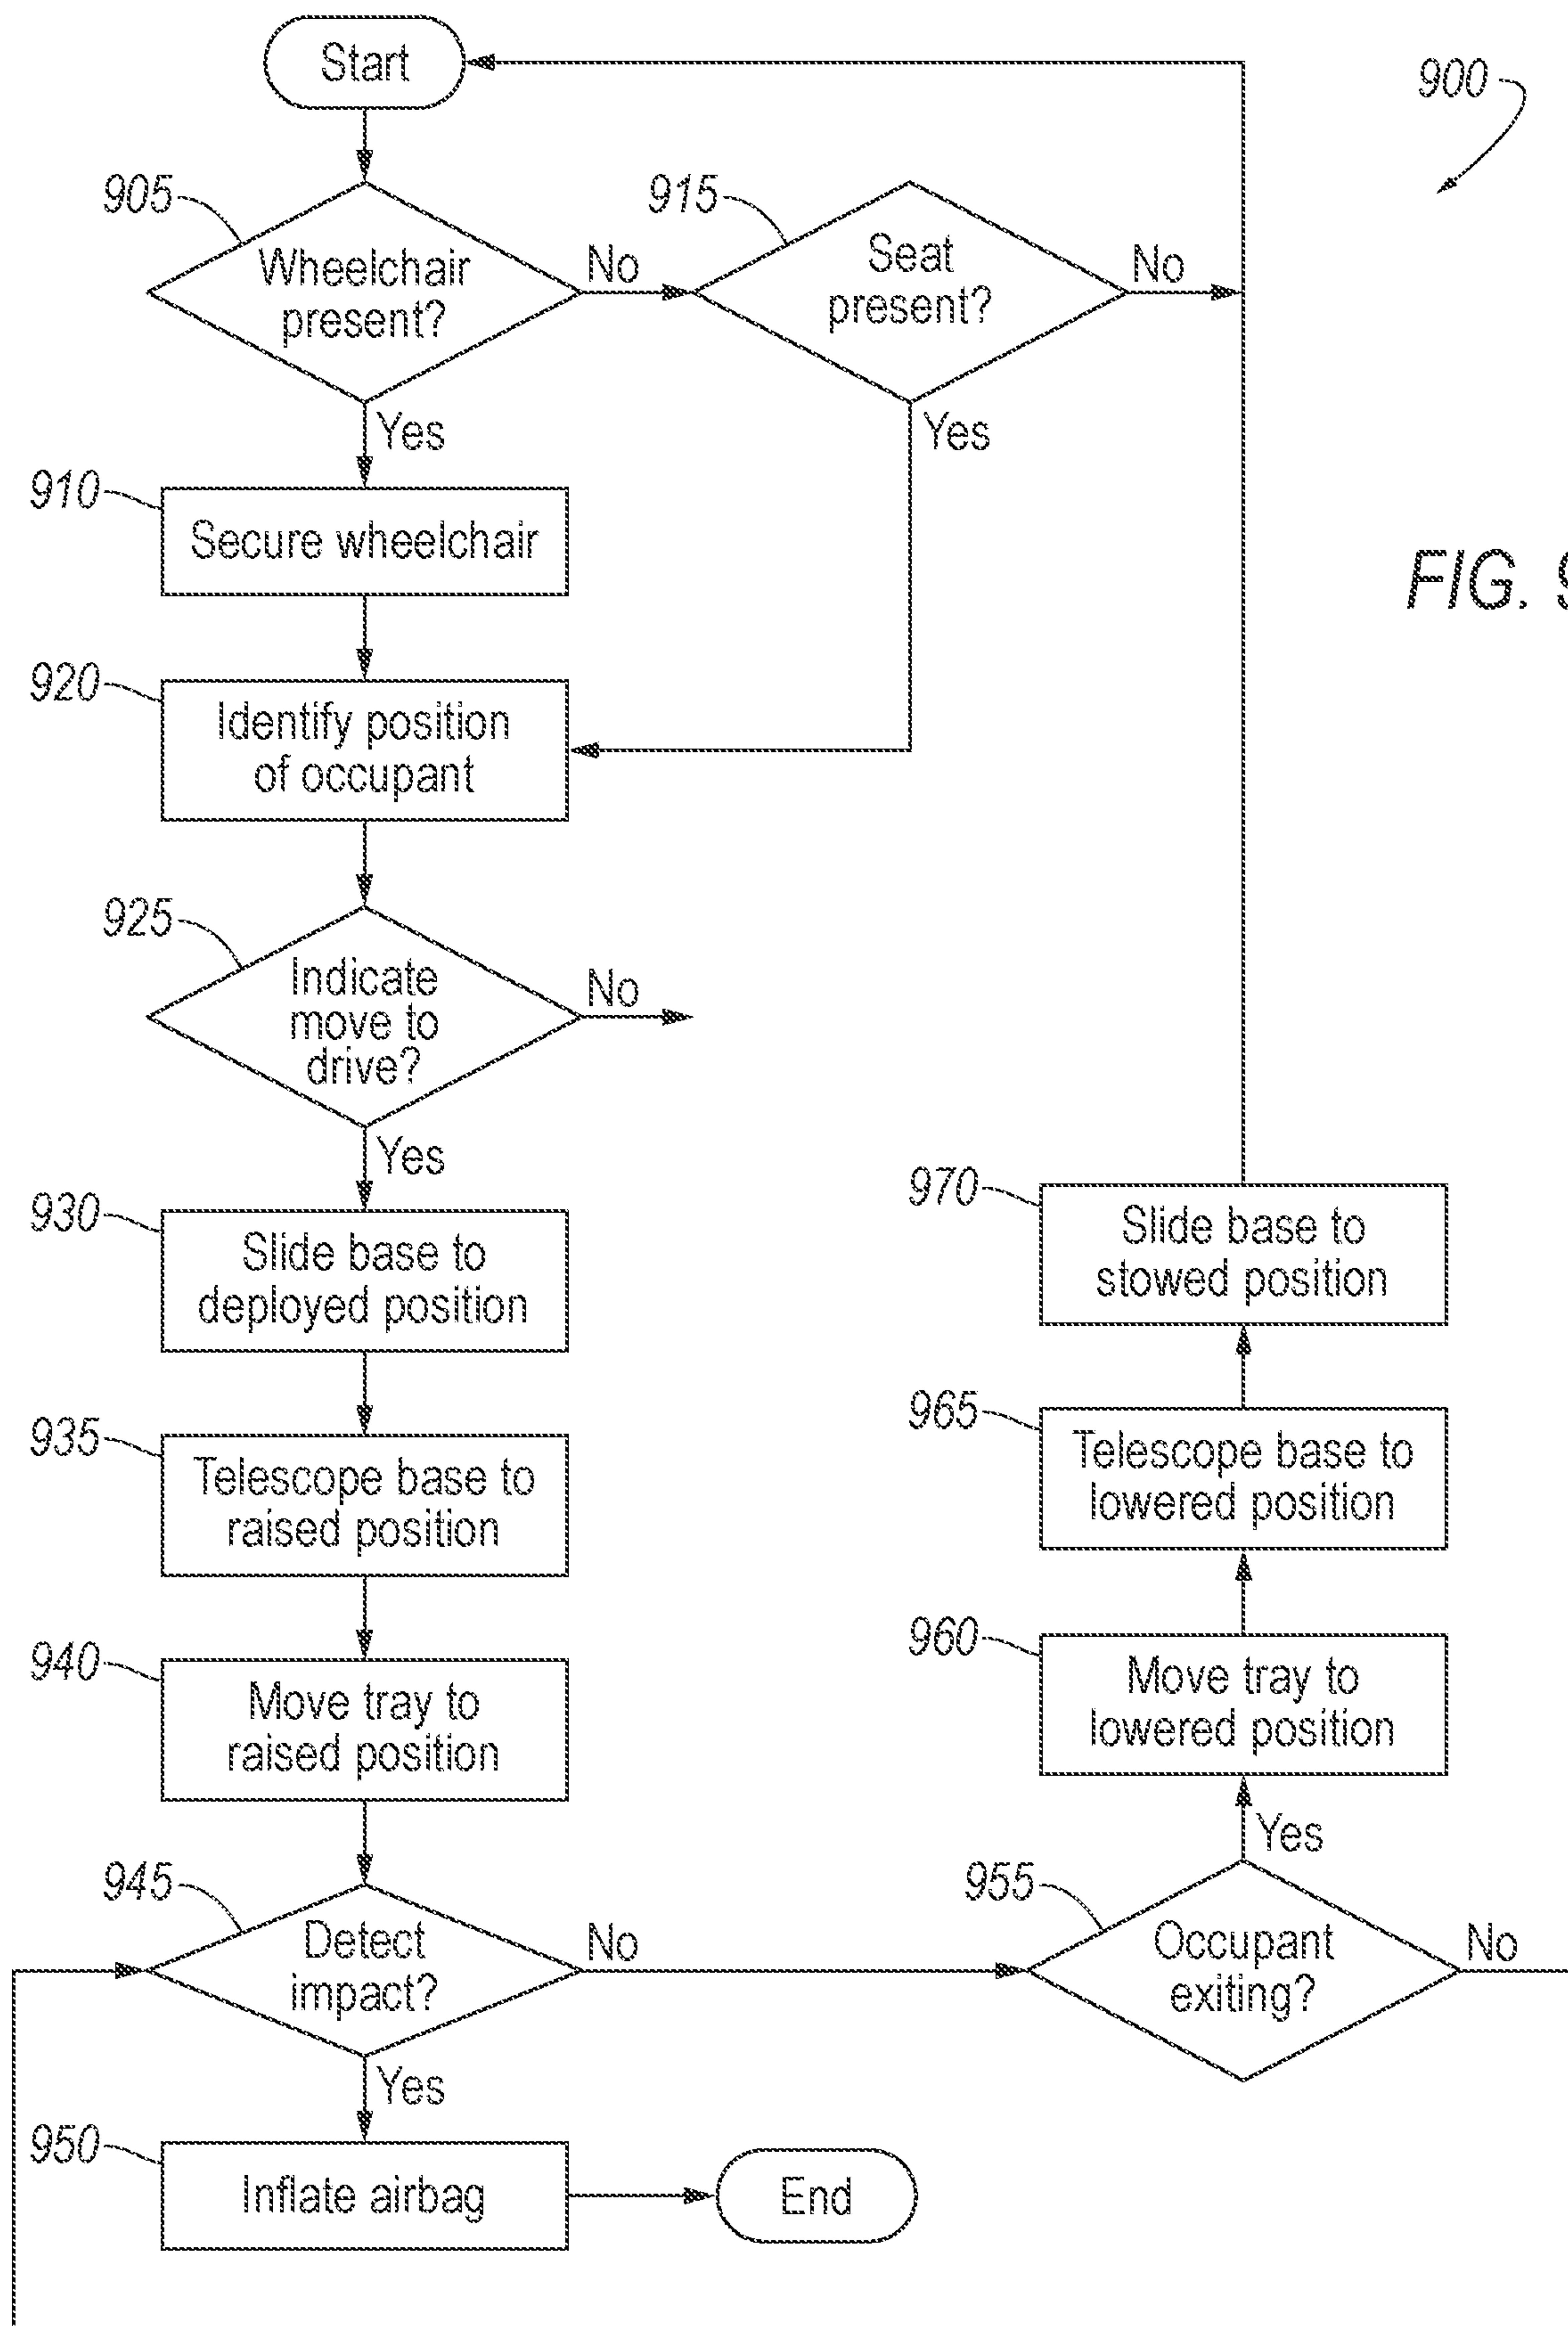 Start
900
905
Wheelchair
present?
No
915
Seat
present?
No
Yes
Yes
910
Secure wheelchair
FIG. 9
920
Identify position
of occupant
925
Indicate
move to
drive?
No
Yes
930
Slide base to
deployed position
970
Slide base to
stowed position
935
Telescope base to
raised position
965
Telescope base to
lowered position
940
Move tray to
raised position
960
Move tray to
lowered position
Yes
945
Detect
impact?
No
955
Occupant
exiting?
No
Yes
950
Inflate airbag
End